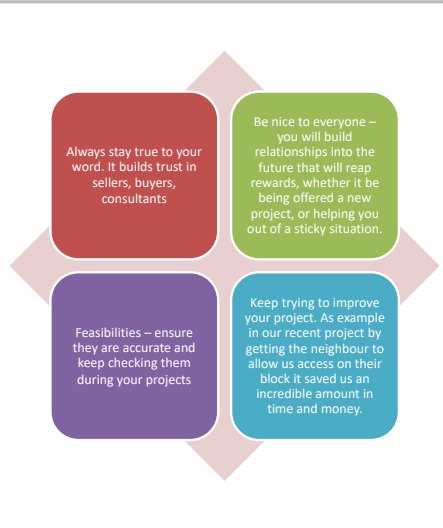 Always stay true to your
word. It builds trust in
sellers, buyers,
consultants
Be nice to everyone –
you will build
relationships into the
future that will reap
rewards, whether it be
being offered a new
project, or helping you
out of a sticky situation.
Feasibilities – ensure
they are accurate and
keep checking them
during your projects
Keep trying to improve
your project. As example
in our recent project by
getting the neighbour to
allow us access on their
block it saved us an
incredible amount in
time and money.